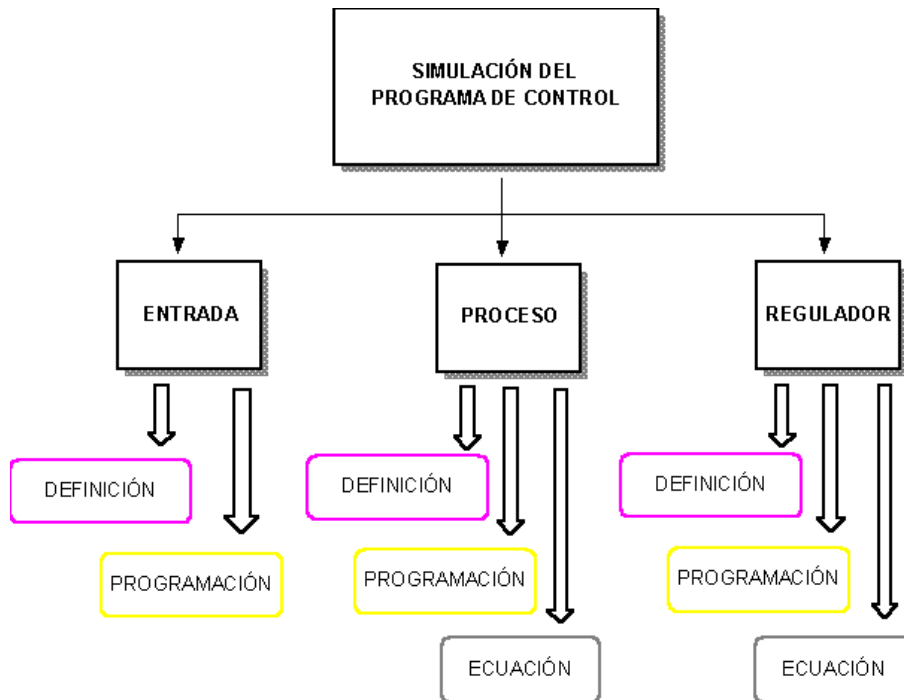 SIMULACIÓN DEL
PROGRAMA DE CONTROL
ENTRADA
PROCESO
REGULADOR
DEFINICIÓN
DEFINICIÓN
DEFINICIÓN
PROGRAMACIÓN
PROGRAMACIÓN
PROGRAMACIÓN
ECUACIÓN
ECUACIÓN